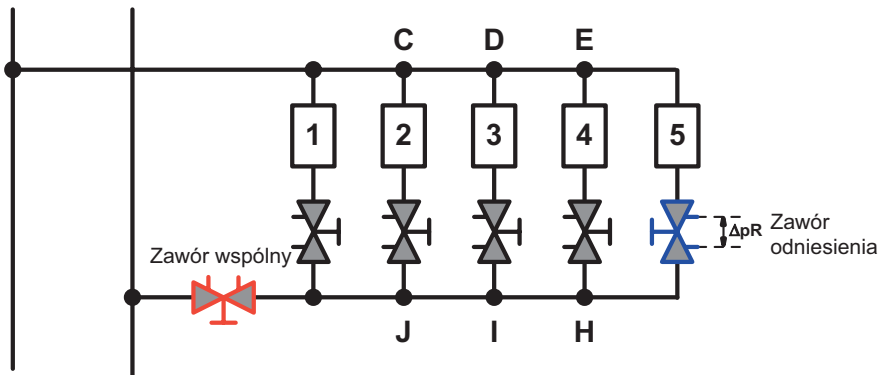 C D E
1 2 3 4 5
Zawór wspólny
ΔpR
Zawór
odniesienia
J I H